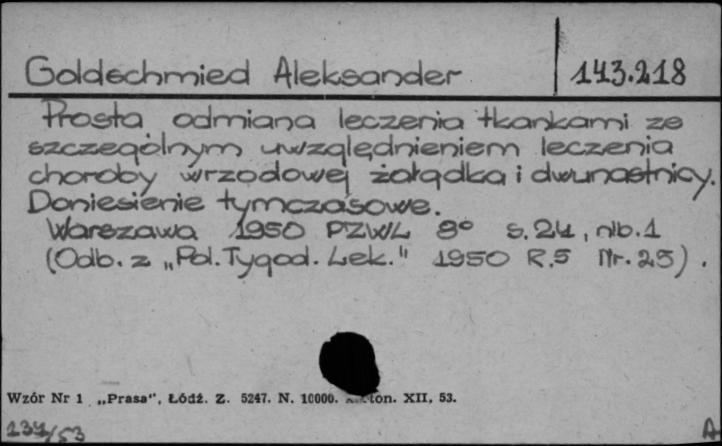 Goldschmied Aleksander
143.218
Prosta odmiana leczenia tkankami ze
szczególnym uwzględnieniem leczenia
choroby wrzodowej żołądka i dwunastnicy.
Doniesienie tymczasowe.
Warszawa 1950 PZWL 8° s. 24, nlb. 1
(Odb. z „Pol. Tygod. Lek." 1950 R. 5 Nr. 25).
Wzór Nr 1 „Prasa", Łódź. Z. 5247. N. 10000. ton. XII, 53.
134/53
A